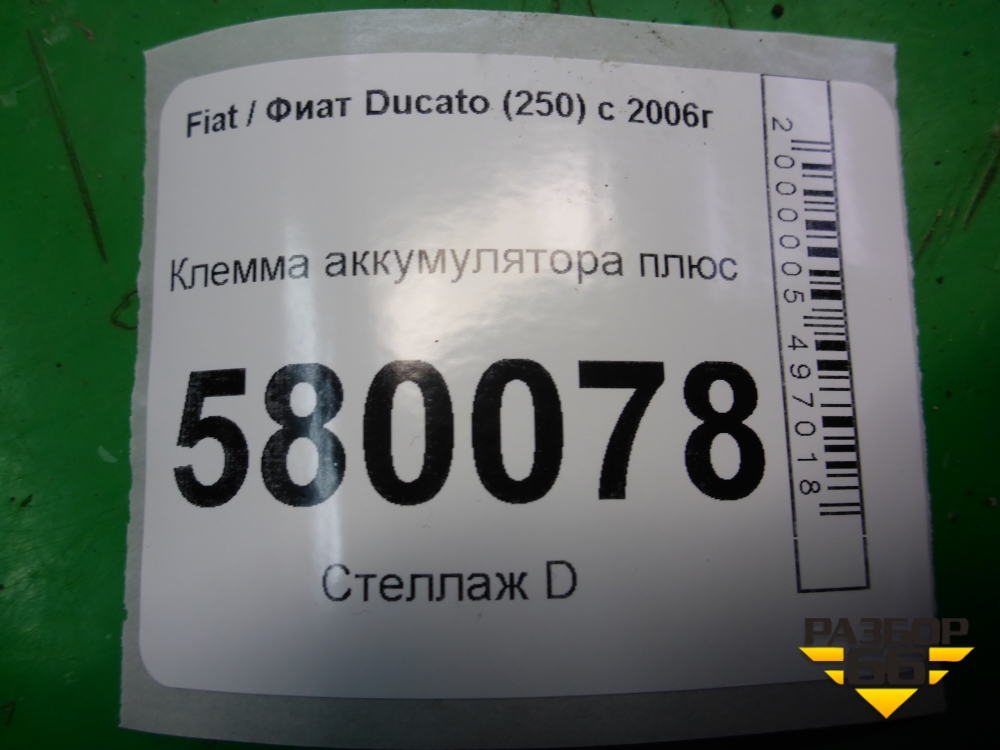 Fiat / Фиат Ducato (250) с 2006г
Клемма аккумулятора плюс
580078
Стеллаж D
2000005497018
РАЗБОР
66